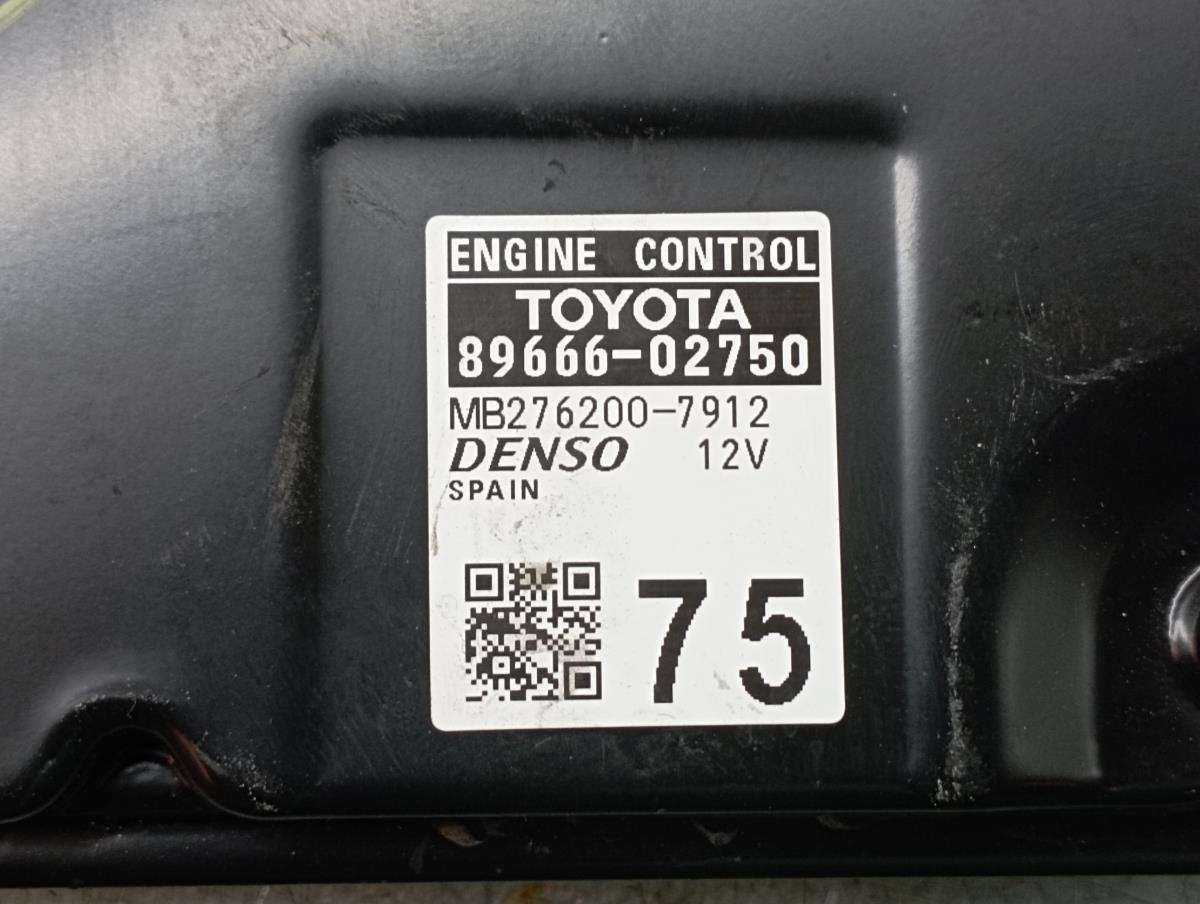 ENGINE CONTROL
TOYOTA
89666-02750
MB276200-7912
DENSO 12V
SPAIN
75